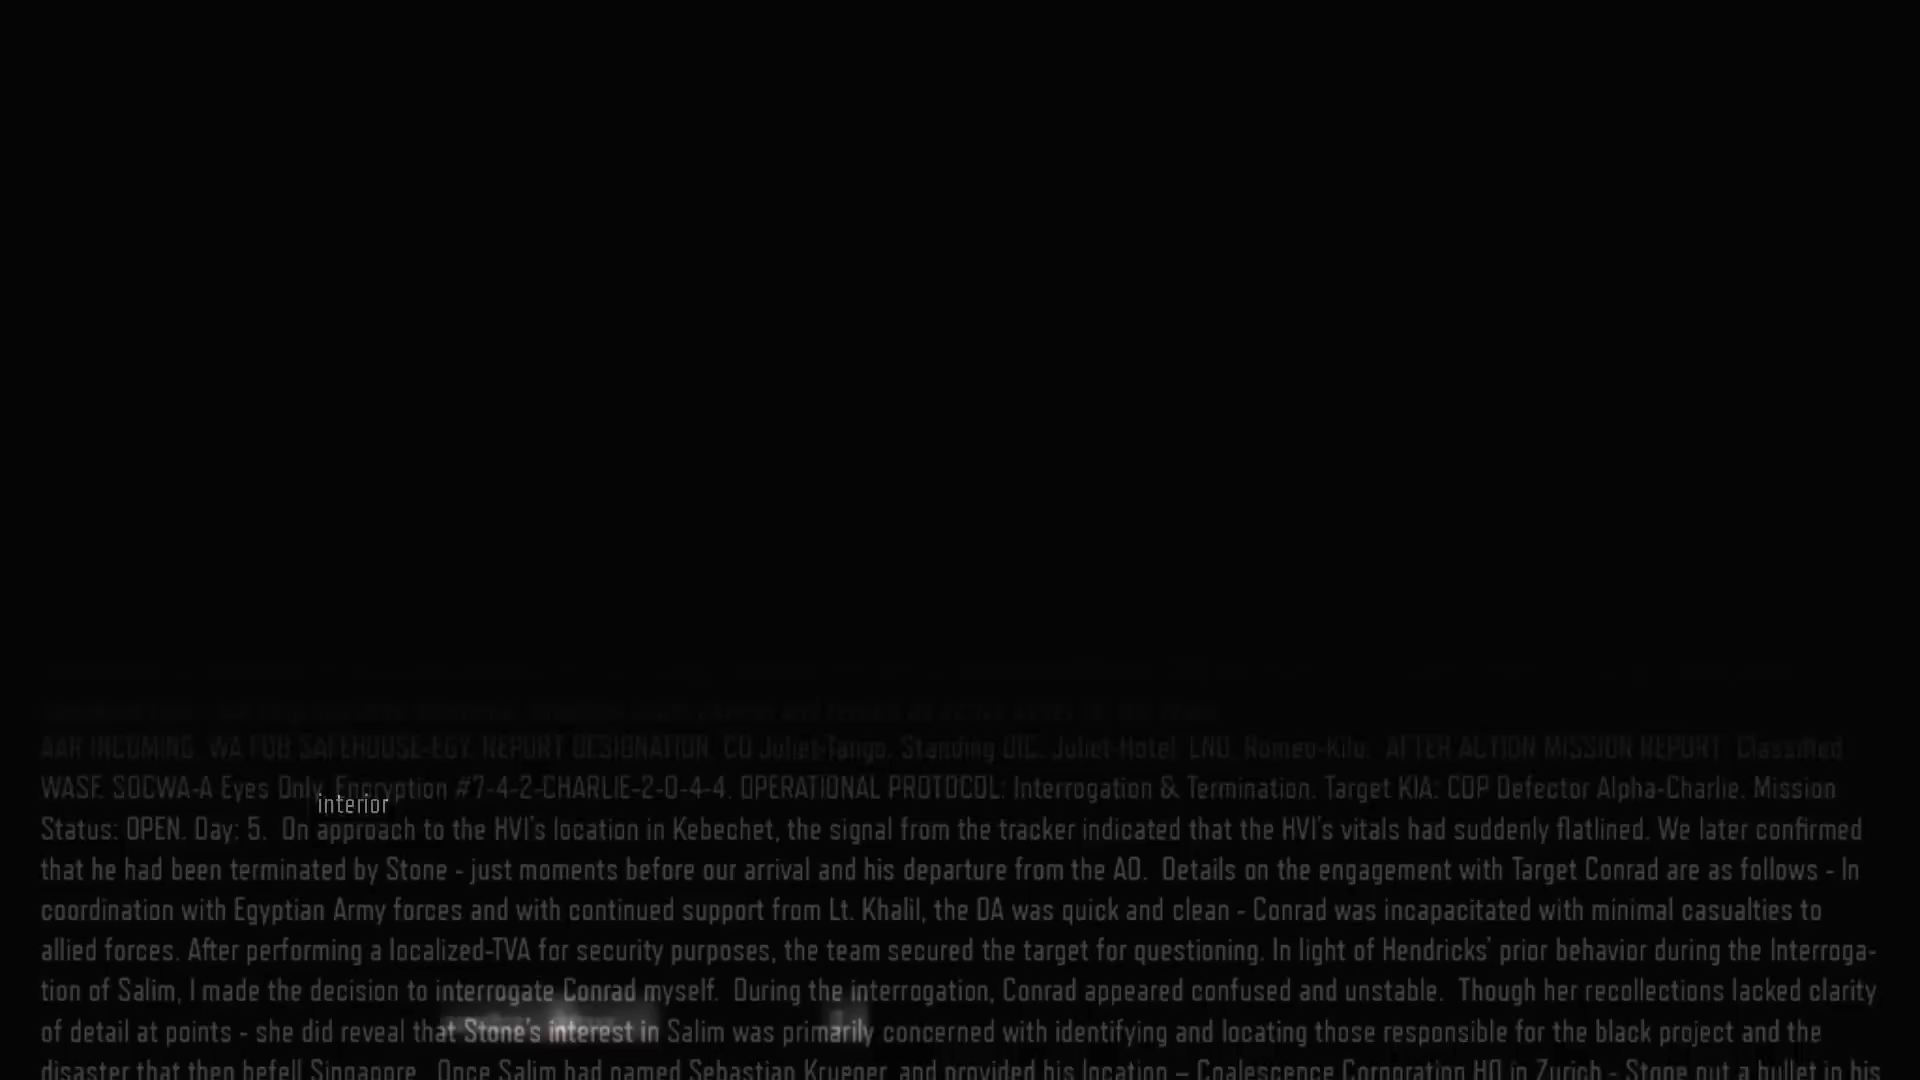 AAR INCOMING. WA FOB SAFEHOUSE-EGY. REPORT DESIGNATION. CO Juliet-Tango. Standing OIC. Juliet-Hotel. LNO. Romeo-Kilo. AFTER ACTION MISSION REPORT. Classified
WASF. SOCWA-A Eyes Only. Encryption #7-4-2-CHARLIE-2-0-4-4. OPERATIONAL PROTOCOL: Interrogation & Termination. Target KIA: CDP Defector Alpha-Charlie. Mission
interior
Status: OPEN. Day: 5. On approach to the HVI's location in Kebechet, the signal from the tracker indicated that the HVI's vitals had suddenly flatlined. We later confirmed
that he had been terminated by Stone - just moments before our arrival and his departure from the AO. Details on the engagement with Target Conrad are as follows - In
coordination with Egyptian Army forces and with continued support from Lt. Khalil, the OA was quick and clean - Conrad was incapacitated with minimal casualties to
allied forces. After performing a localized-TVA for security purposes, the team secured the target for questioning. In light of Hendricks' prior behavior during the Interroga-
tion of Salim, I made the decision to interrogate Conrad myself. During the interrogation, Conrad appeared confused and unstable. Though her recollections lacked clarity
of detail at points - she did reveal that Stone's interest in Salim was primarily concerned with identifying and locating those responsible for the black project and the
disaster that then befell Singapore. Once Salim had named Sebastian Krueger, and provided his location – Coalescence Corporation HQ in Zurich - Stone put a bullet in his